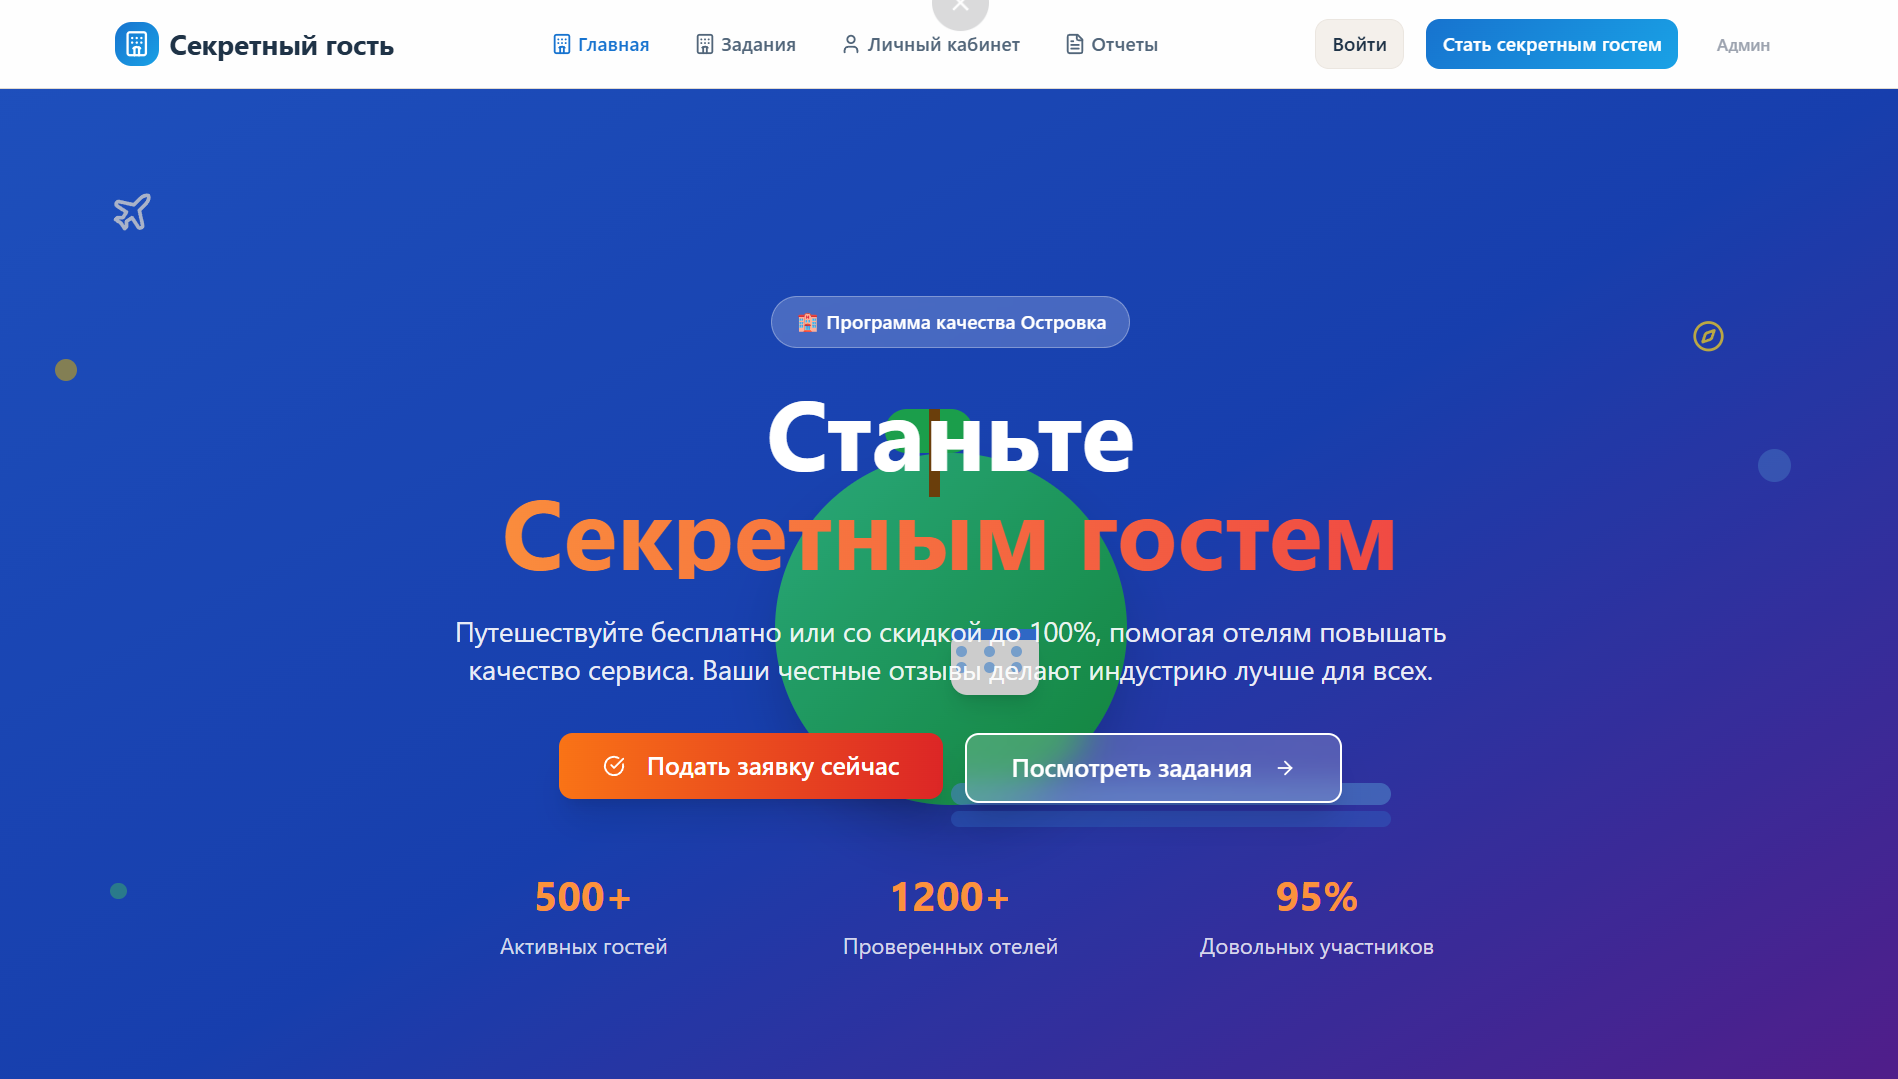 Секретный гость
Главная
Задания
Личный кабинет
Отчеты
Войти
Стать секретным гостем
Админ
Программа качества Островка
Станьте
Секретным гостем
Путешествуйте бесплатно или со скидкой до 100%, помогая отелям повышать
качество сервиса. Ваши честные отзывы делают индустрию лучше для всех.
Подать заявку сейчас
Посмотреть задания
500+
Активных гостей
1200+
Проверенных отелей
95%
Довольных участников